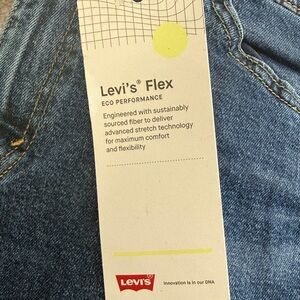 Levi's® Flex
ECO PERFORMANCE
Engineered with sustainably
sourced fiber to deliver
advanced stretch technology
for maximum comfort
and flexibility
LEVI'S
Innovation is in our DNA